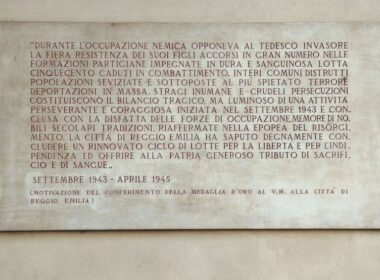 "DURANTE L'OCCUPAZIONE NEMICA OPPONEVA AL TEDESCO INVASORE
LA FIERA RESISTENZA DEI SUOI FIGLI ACCORSI IN GRAN NUMERO NELLE
FORMAZIONI PARTIGIANE IMPEGNATE IN DURA E SANGUINOSA LOTTA
CINQUECENTO CADUTI IN COMBATTIMENTO. INTERI COMUNI DISTRUTTI
POPOLAZIONI SEVIZIATE E SOTTOPOSTE AL PIU SPIETATO TERRORE
DEPORTAZIONI IN MASSA. STRAGI INUMANE E CRUDELI PERSECUZIONI
COSTITUISCONO IL BILANCIO TRAGICO, MA LUMINOSO DI UNA ATTIVITÀ
PERSEVERANTE E CORAGGIOSA INIZIATA NEL SETTEMBRE 1943 E CON,
CLUSA CON LA DISFATTA DELLE FORZE DI OCCUPAZIONE, MEMORE DI NO,
BILI SECOLARI TRADIZIONI, RIAFFERMATE NELLA EPOPEA DEL RISORGI,
MENTO, LA CITTÀ DI REGGIO EMILIA HA SAPUTO DEGNAMENTE CON,
CLUDERE UN RINNOVATO CICLO DI LOTTE PER LA LIBERTÀ E PER L'INDI,
PENDENZA ED OFFRIRE ALLA PATRIA GENEROSO TRIBUTO DI SACRIFI,
CIO E DI SANGUE„
SETTEMBRE 1943 - APRILE 1945
(MOTIVAZIONE DEL CONFERIMENTO DELLA MEDAGLIA D'ORO AL V.M. ALLA CITTÀ DI
REGGIO EMILIA)